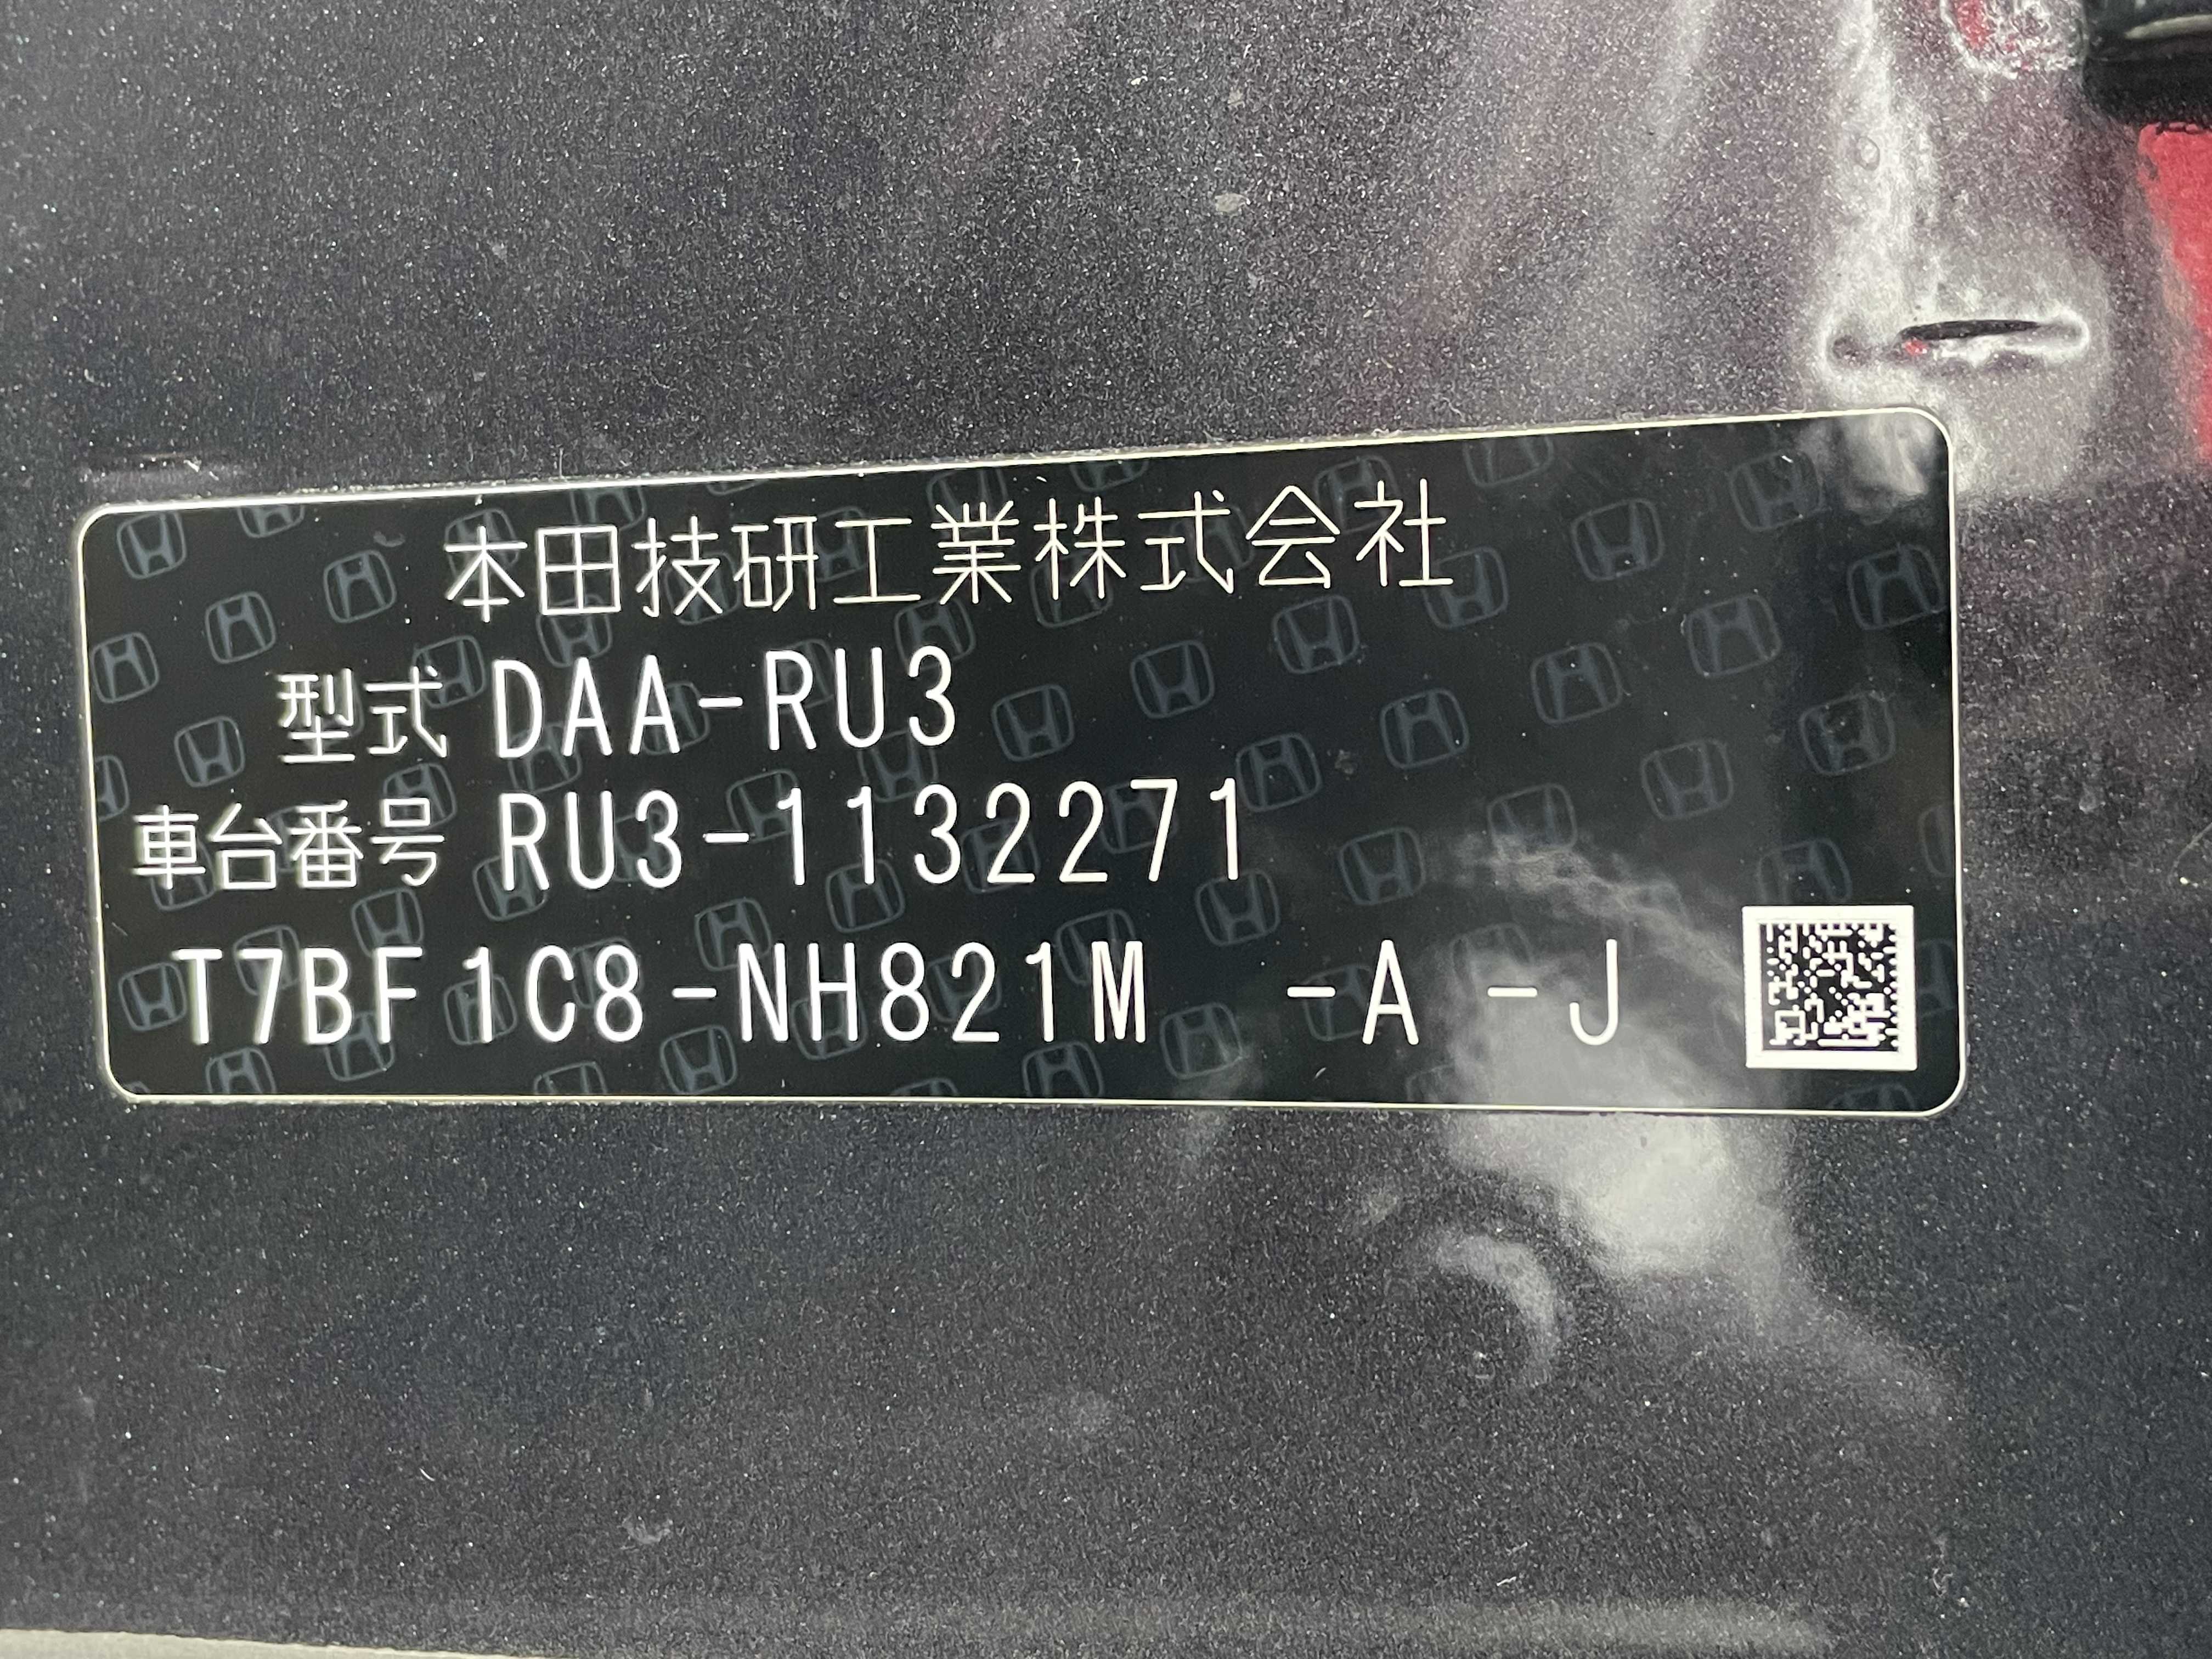 本田技研工業株式会社
型式 DAA-RU3
車台番号 RU3-1132271
T7BF1C8-NH821M -A -J